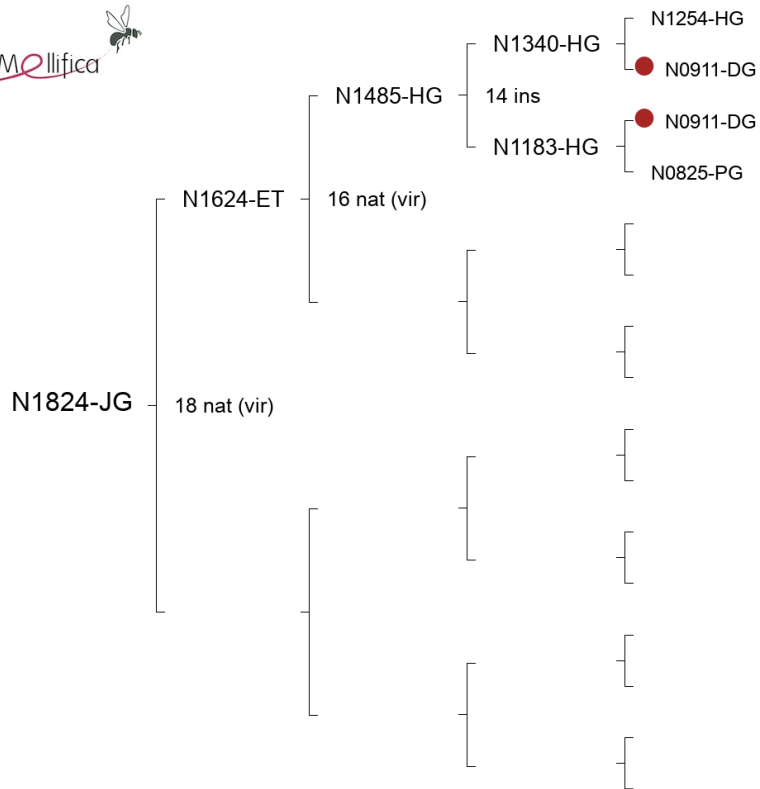 Mellifica
N1254-HG
N1340-HG
N0911-DG
N1485-HG
14 ins
N0911-DG
N1183-HG
N0825-PG
N1624-ET
16 nat (vir)
N1824-JG
18 nat (vir)